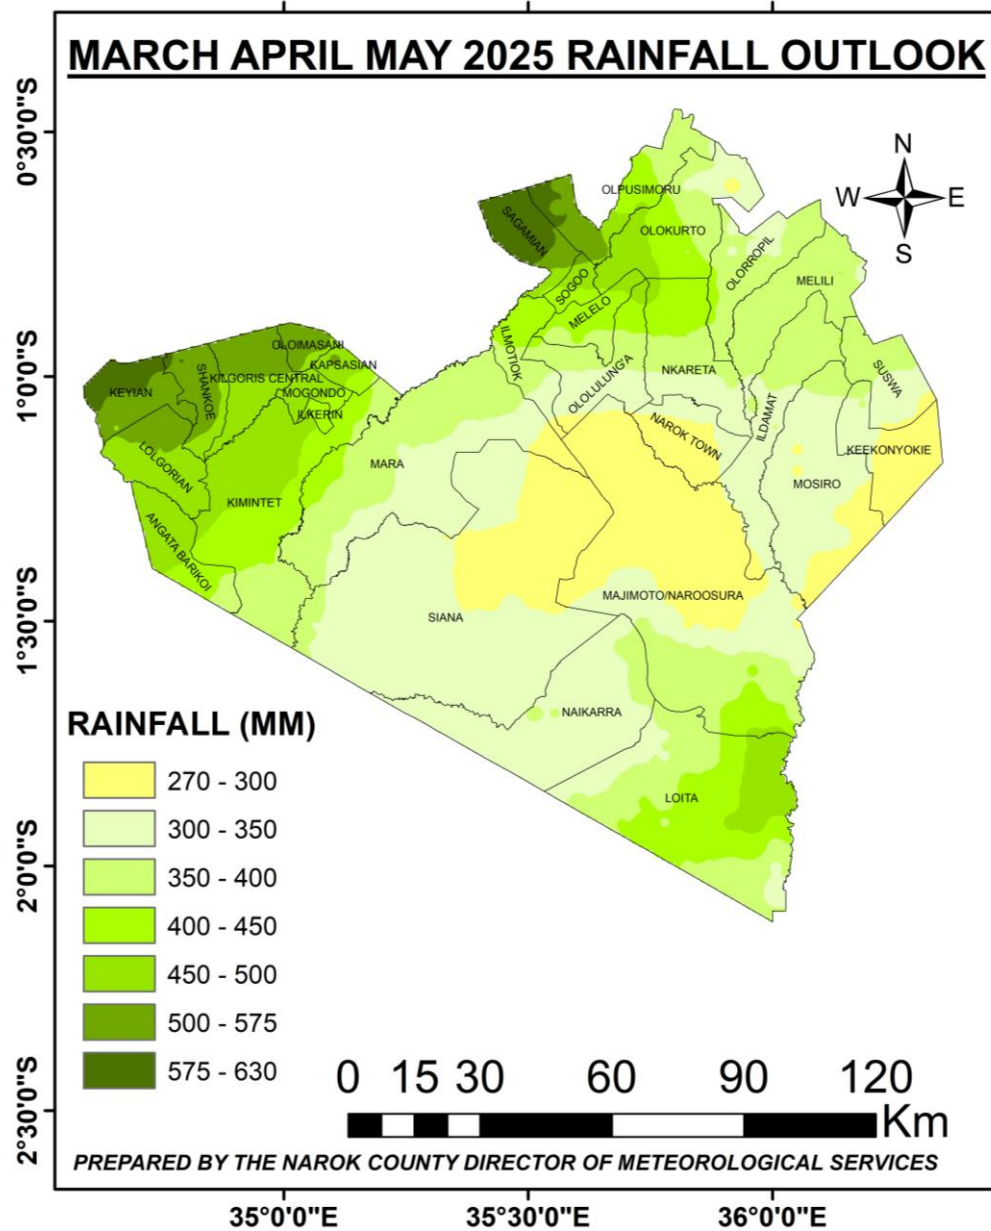 MARCH APRIL MAY 2025 RAINFALL OUTLOOK
0°30'0"S
1°0'0"S
1°30'0"S
2°0'0"S
2°30'0"S
N
W
E
S
OLPUSIMORU
SAGAMIAN
OLOKURTO
OLORROPIL
MELILI
SOGOO
MELELO
ILMOTIOK
OLOIMASANI
KAPSASIAN
KEYIAN
SHANKOE
KILGORIS CENTRAL
MOGONDO
ILKERIN
OLOLULUNG'A
NKARETA
SUSWA
ILDAMAT
NAROK TOWN
KEEKONYOKIE
MARA
LOLGORIAN
MOSIRO
KIMINTET
ANGATA BARIKOI
SIANA
MAJIMOTO/NAROOSURA
NAIKARRA
LOITA
RAINFALL (MM)
270 - 300
300 - 350
350 - 400
400 - 450
450 - 500
500 - 575
575 - 630
0 15 30 60 90 120
Km
PREPARED BY THE NAROK COUNTY DIRECTOR OF METEOROLOGICAL SERVICES
35°0'0"E 35°30'0"E 36°0'0"E